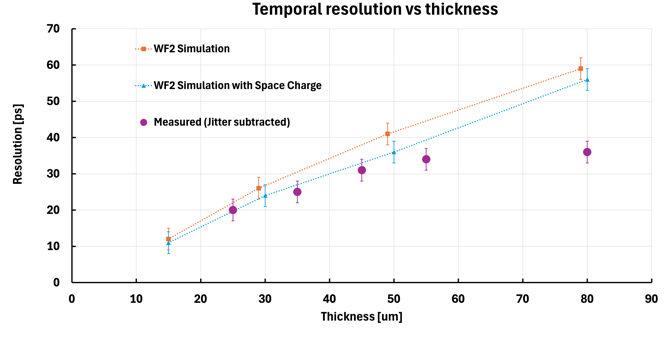 Temporal resolution vs thickness
70
60
50
40
30
20
10
0
Resolution [ps]
WF2 Simulation
WF2 Simulation with Space Charge
Measured (Jitter subtracted)
0 10 20 30 40 50 60 70 80 90
Thickness [um]